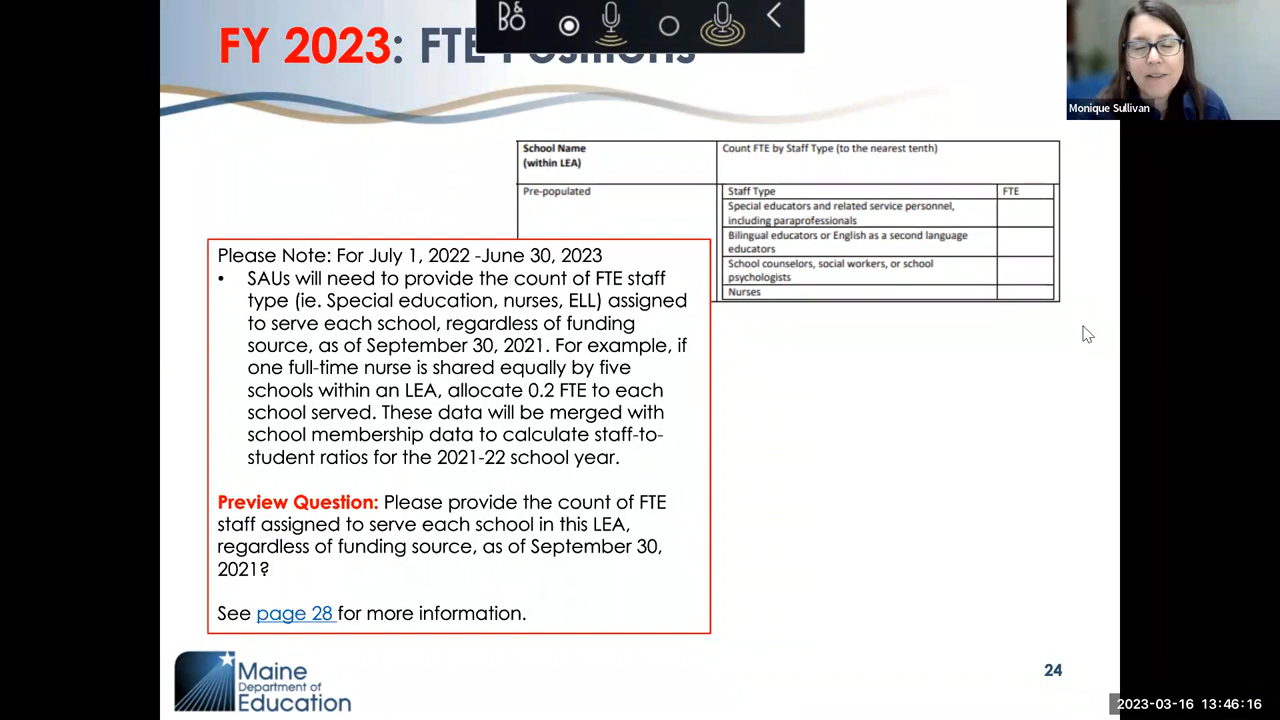 FY 2023: FTE Positions
Monique Sullivan
School Name
(within LEA)
Count FTE by Staff Type (to the nearest tenth)
Pre-populated
Staff Type
FTE
Special educators and related service personnel,
including paraprofessionals
Bilingual educators or English as a second language
educators
School counselors, social workers, or school
psychologists
Nurses
Please Note: For July 1, 2022 -June 30, 2023
• SAUs will need to provide the count of FTE staff
type (ie. Special education, nurses, ELL) assigned
to serve each school, regardless of funding
source, as of September 30, 2021. For example, if
one full-time nurse is shared equally by five
schools within an LEA, allocate 0.2 FTE to each
school served. These data will be merged with
school membership data to calculate staff-to-
student ratios for the 2021-22 school year.
Preview Question: Please provide the count of FTE
staff assigned to serve each school in this LEA,
regardless of funding source, as of September 30,
2021?
See page 28 for more information.
Maine
Department of
Education
24
2023-03-16 13:46:16